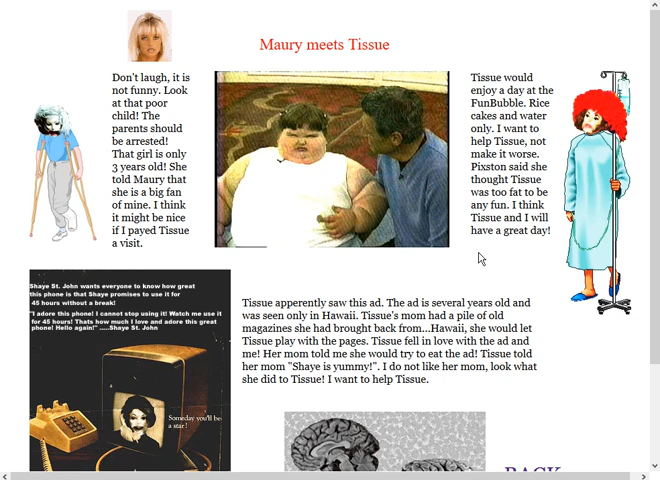 Maury meets Tissue
Don't laugh, it is
not funny. Look
at that poor
child! The
parents should
be arrested!
That girl is only
3 years old! She
told Maury that
she is a big fan
of mine. I think
it might be nice
if I payed Tissue
a visit.
Tissue would
enjoy a day at the
FunBubble. Rice
cakes and water
only. I want to
help Tissue, not
make it worse.
Pixston said she
thought Tissue
was too fat to be
any fun. I think
Tissue and I will
have a great day!
Shaye St. John wants everyone to know how great
this phone is that Shaye promises to use it for
45 hours without a break!
"I adore this phone! I cannot stop using it! Watch me use it
for 45 hours! Thats how much I love and adore this great
phone! Hello again!" .....Shaye St. John
Someday you'll be
a star!
Tissue apparently saw this ad. The ad is several years old and
was seen only in Hawaii. Tissue's mom had a pile of old
magazines she had brought back from...Hawaii, she would let
Tissue play with the pages. Tissue fell in love with the ad and
me! Her mom told me she would try to eat the ad! Tissue told
her mom "Shaye is yummy!". I do not like her mom, look what
she did to Tissue! I want to help Tissue.
BACK